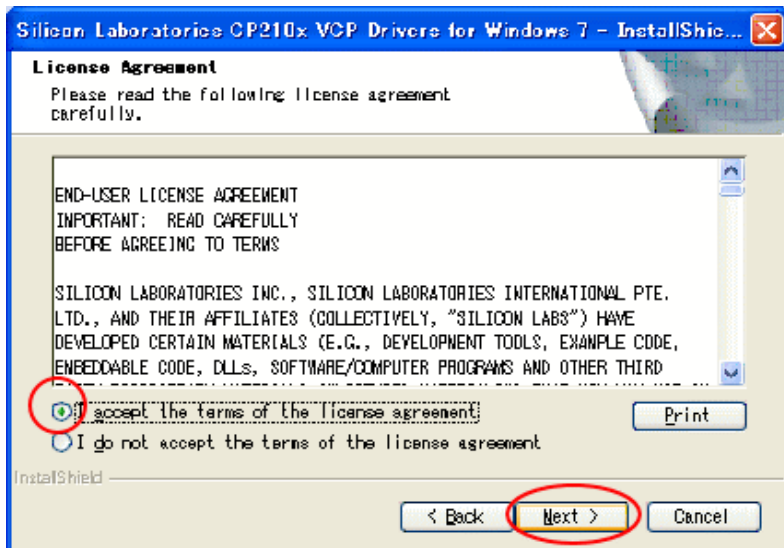 Silicon Laboratories CP210x VCP Drivers for Windows 7 - InstallShie...
License Agreement
Please read the following license agreement
carefully.
END-USER LICENSE AGREEMENT
IMPORTANT: READ CAREFULLY
BEFORE AGREEING TO TERMS
SILICON LABORATORIES INC., SILICON LABORATORIES INTERNATIONAL PTE.
LTD., AND THEIR AFFILIATES (COLLECTIVELY, "SILICON LABS") HAVE
DEVELOPED CERTAIN MATERIALS (E.G., DEVELOPMENT TOOLS, EXAMPLE CODE,
EMBEDDABLE CODE, DLLs, SOFTWARE/COMPUTER PROGRAMS AND OTHER THIRD
I accept the terms of the license agreement
Print
I do not accept the terms of the license agreement
InstallShield
< Back
Next >
Cancel